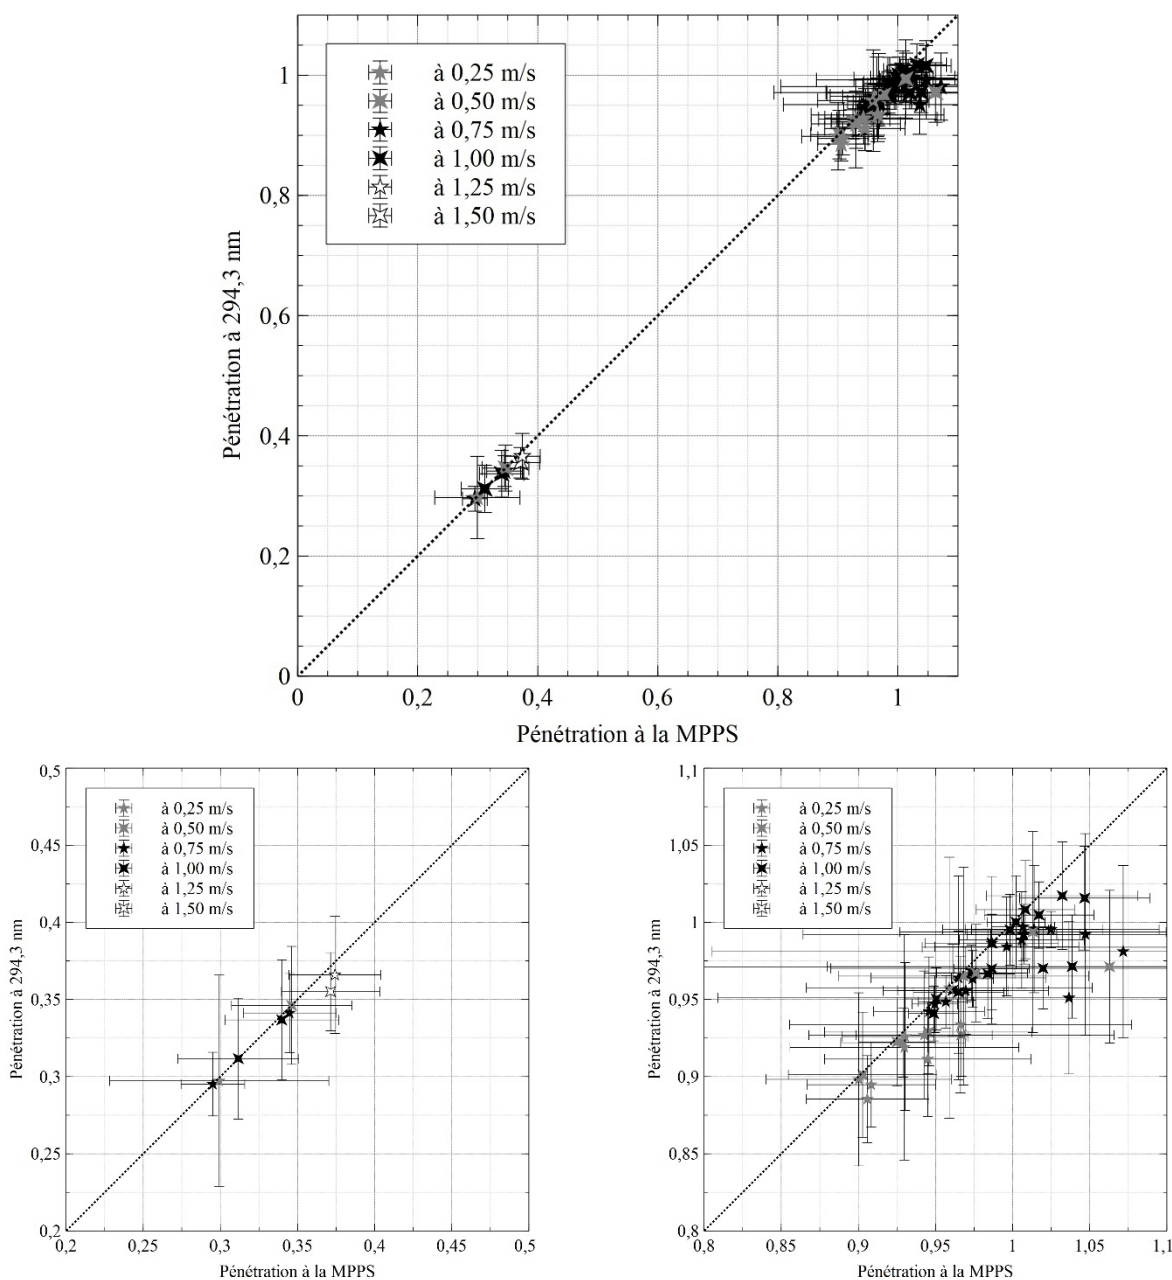 1
0,8
0,6
0,4
0,2
0
Pénétration à 294,3 nm
à 0,25 m/s
à 0,50 m/s
à 0,75 m/s
à 1,00 m/s
à 1,25 m/s
à 1,50 m/s
0 0,2 0,4 0,6 0,8 1
Pénétration à la MPPS
0,5
0,45
0,4
0,35
0,3
0,25
0,2
Pénétration à 294,3 nm
à 0,25 m/s
à 0,50 m/s
à 0,75 m/s
à 1,00 m/s
à 1,25 m/s
à 1,50 m/s
0,2 0,25 0,3 0,35 0,4 0,45 0,5
Pénétration à la MPPS
1,1
1,05
1
0,95
0,9
0,85
0,8
Pénétration à 294,3 nm
à 0,25 m/s
à 0,50 m/s
à 0,75 m/s
à 1,00 m/s
à 1,25 m/s
à 1,50 m/s
0,8 0,85 0,9 0,95 1 1,05 1,1
Pénétration à la MPPS